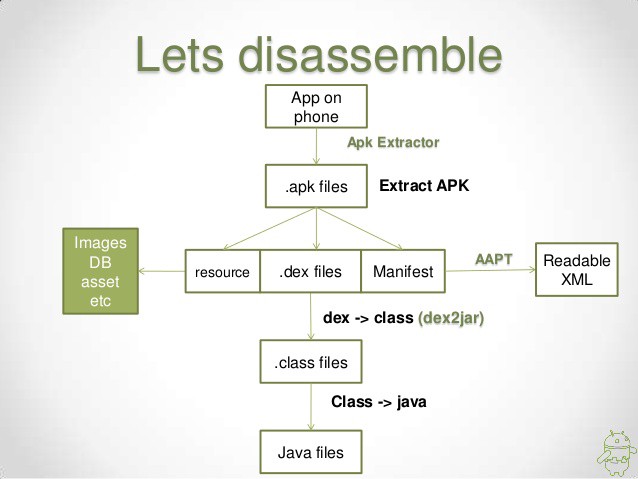 Lets disassemble
App on
phone
Apk Extractor
.apk files
Extract APK
Images
DB
asset
etc
resource
.dex files
Manifest
AAPT
Readable
XML
dex -> class (dex2jar)
.class files
Class -> java
Java files